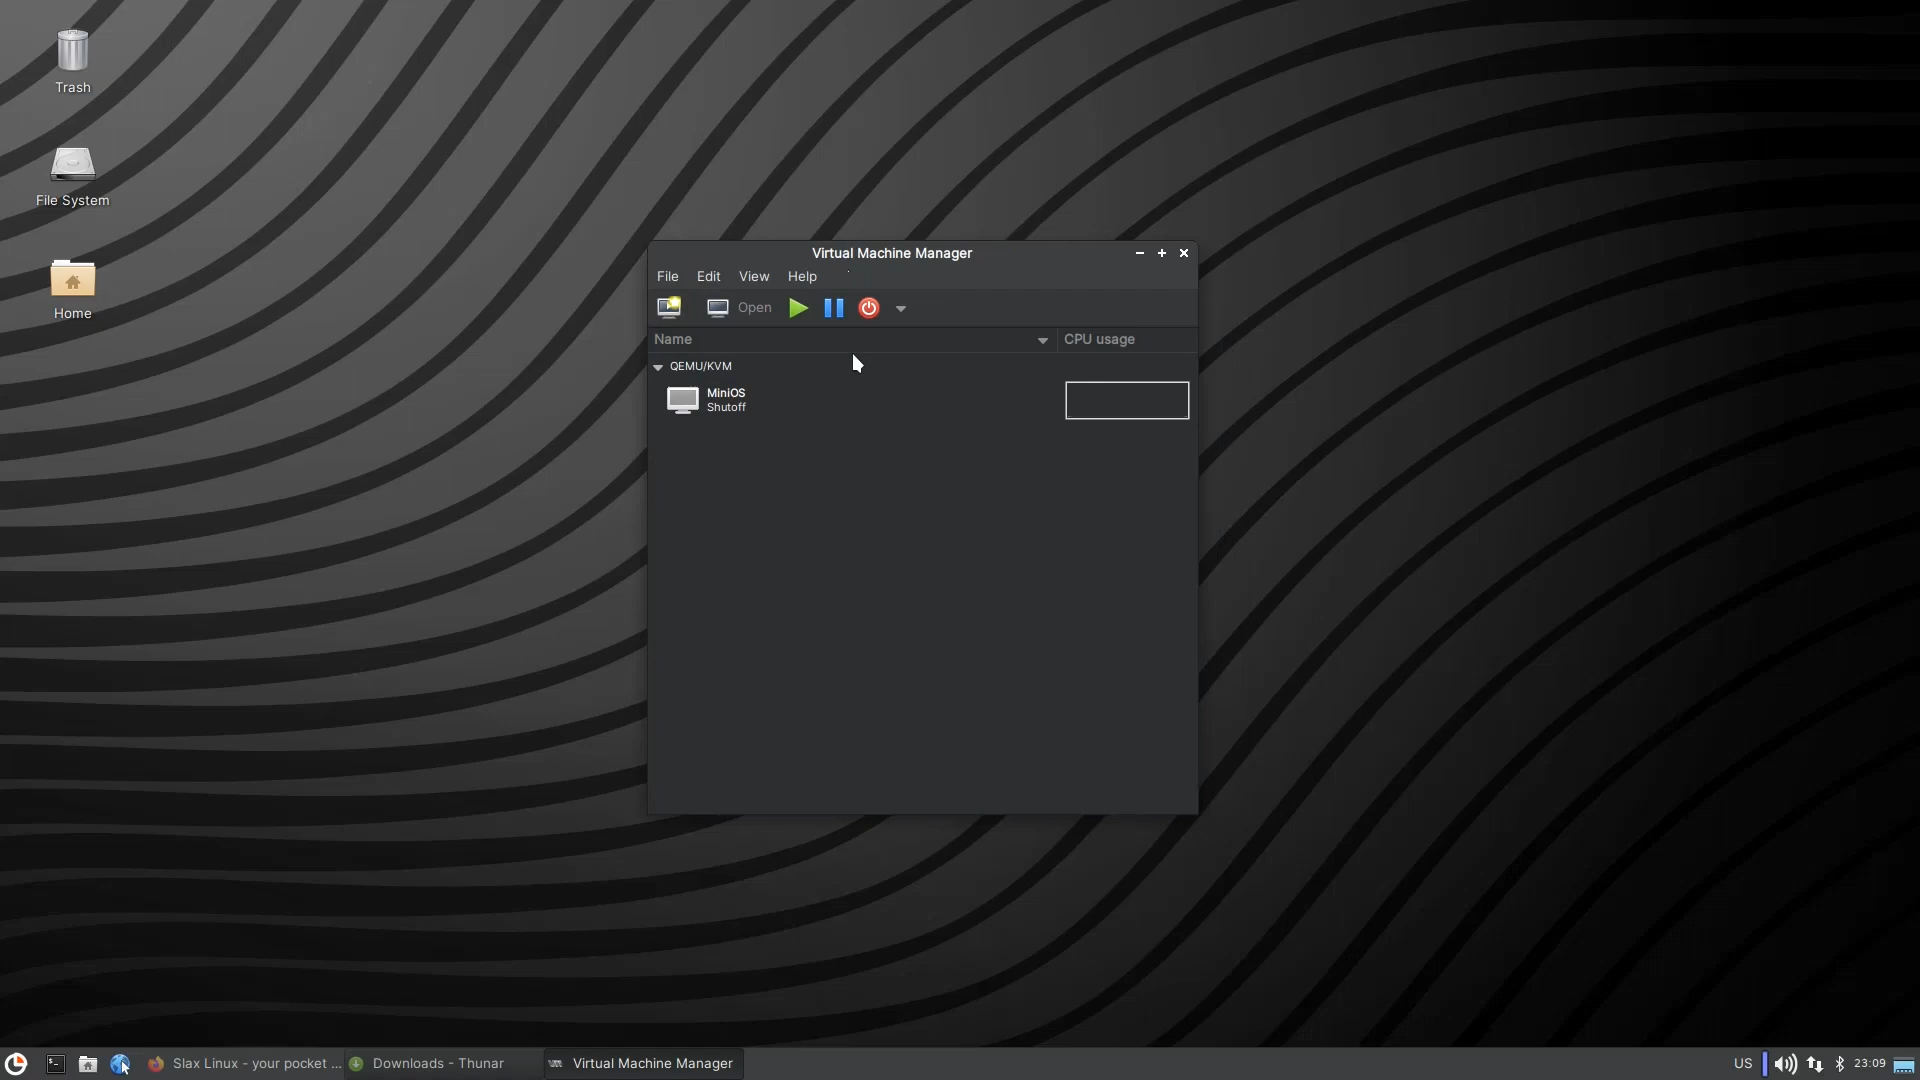 Trash
File System
Home
Virtual Machine Manager
File Edit View Help
Open
Name CPU usage
QEMU/KVM
MiniOS
Shutoff
Slax Linux - your pocket ... Downloads - Thunar Virtual Machine Manager US 23:09